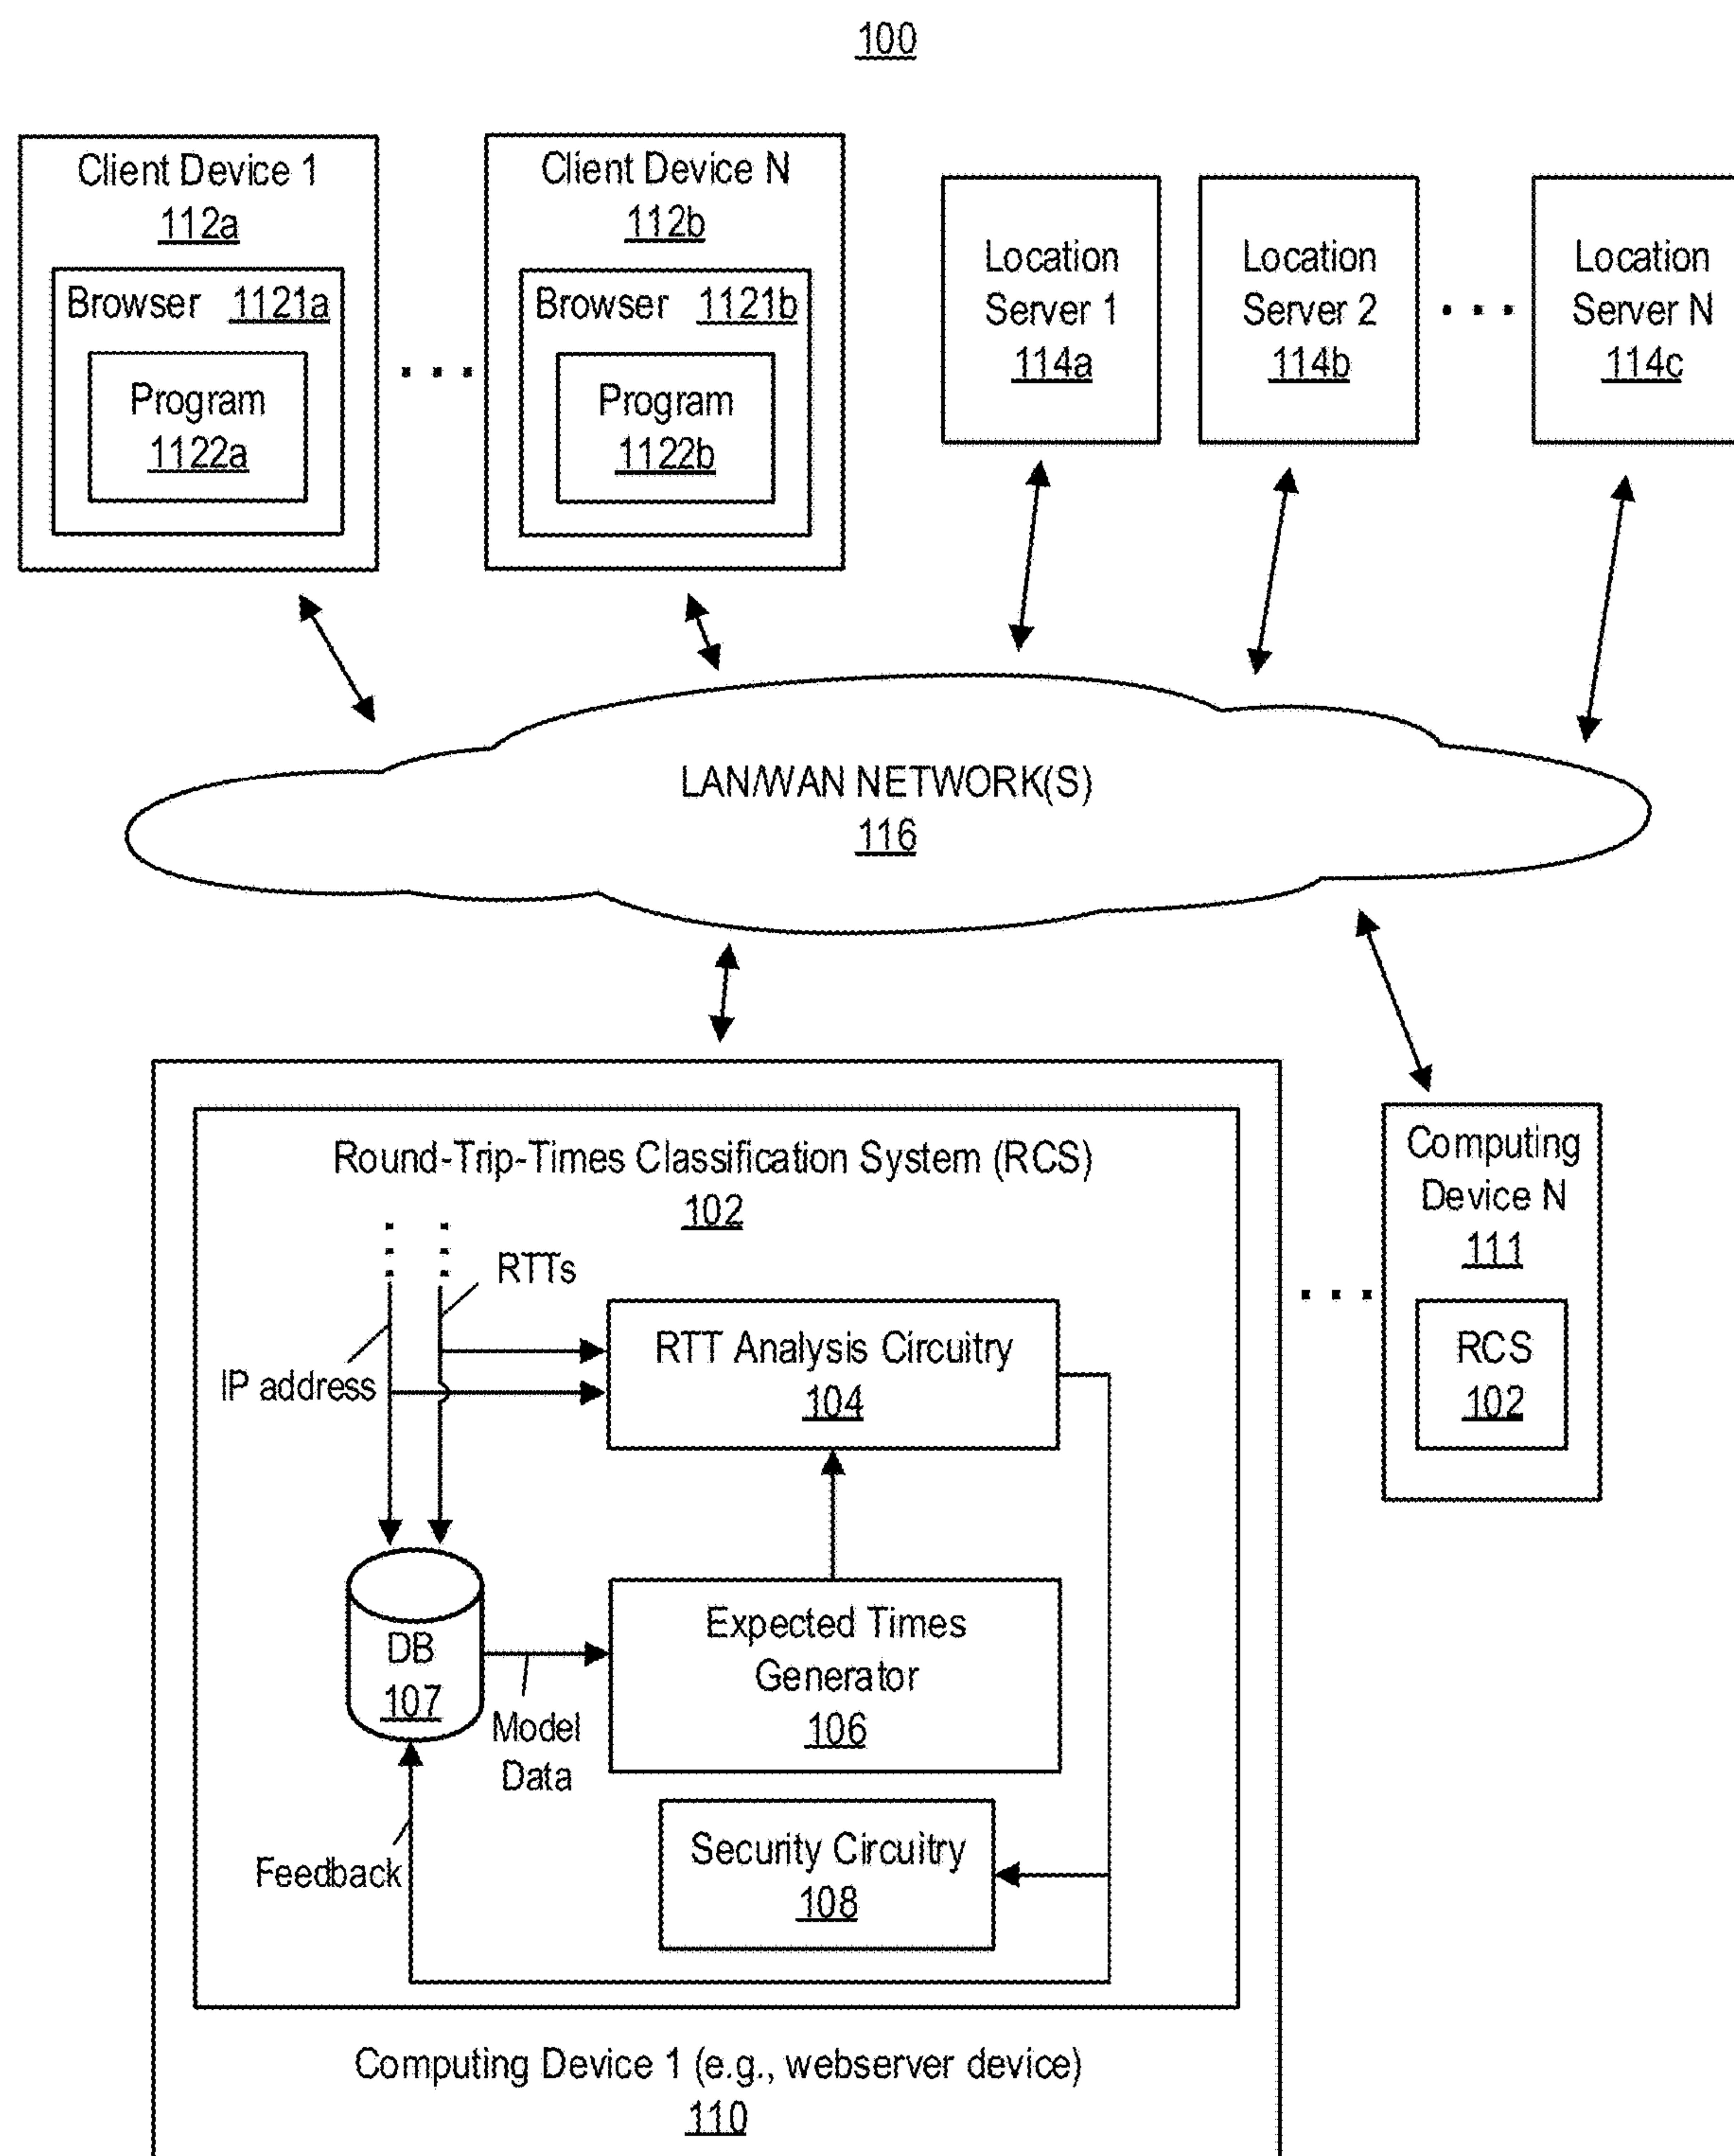 100
Client Device 1
112a
Browser 1121a
Program
1122a
Client Device N
112b
Browser 1121b
Program
1122b
Location
Server 1
114a
Location
Server 2
114b
Location
Server N
114c
LAN/WAN NETWORK(S)
116
Round-Trip-Times Classification System (RCS)
102
RTTs
IP address
RTT Analysis Circuitry
104
Expected Times
Generator
106
DB
107
Model
Data
Security Circuitry
108
Feedback
Computing Device 1 (e.g., webserver device)
110
Computing
Device N
111
RCS
102